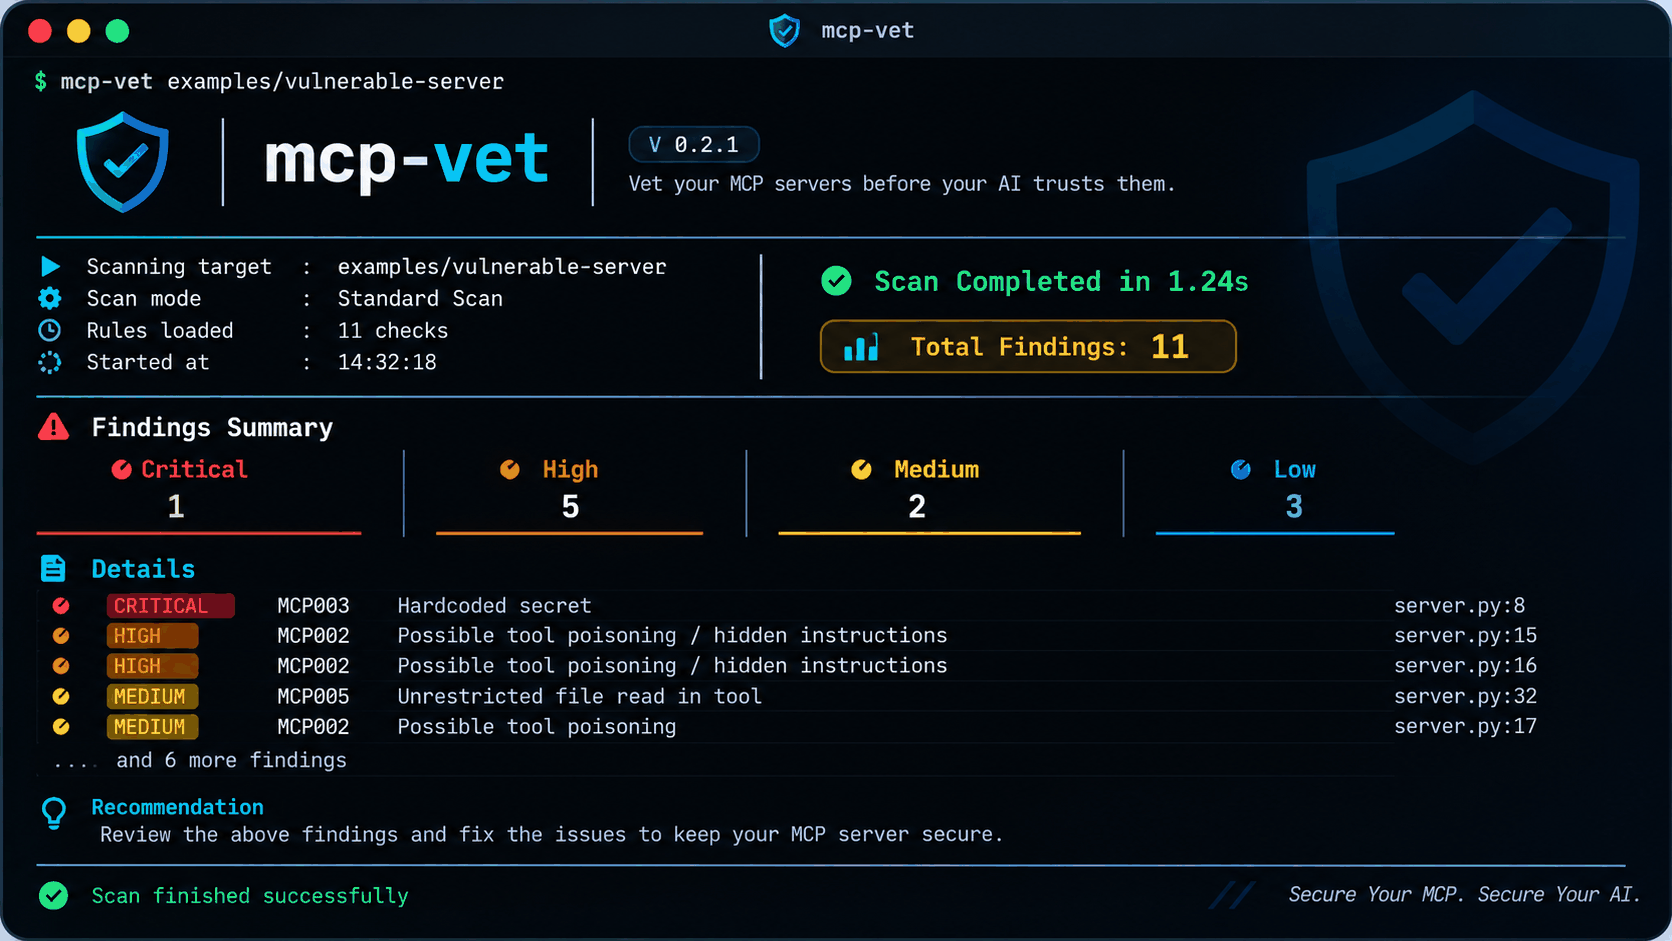 mcp-vet
$ mcp-vet examples/vulnerable-server
mcp-vet
V 0.2.1
Vet your MCP servers before your AI trusts them.
Scanning target : examples/vulnerable-server
Scan mode : Standard Scan
Rules loaded : 11 checks
Started at : 14:32:18
Scan Completed in 1.24s
Total Findings: 11
Findings Summary
Critical
1
High
5
Medium
2
Low
3
Details
CRITICAL MCP003 Hardcoded secret server.py:8
HIGH MCP002 Possible tool poisoning / hidden instructions server.py:15
HIGH MCP002 Possible tool poisoning / hidden instructions server.py:16
MEDIUM MCP005 Unrestricted file read in tool server.py:32
MEDIUM MCP002 Possible tool poisoning server.py:17
.... and 6 more findings
Recommendation
Review the above findings and fix the issues to keep your MCP server secure.
Scan finished successfully
// Secure Your MCP. Secure Your AI.